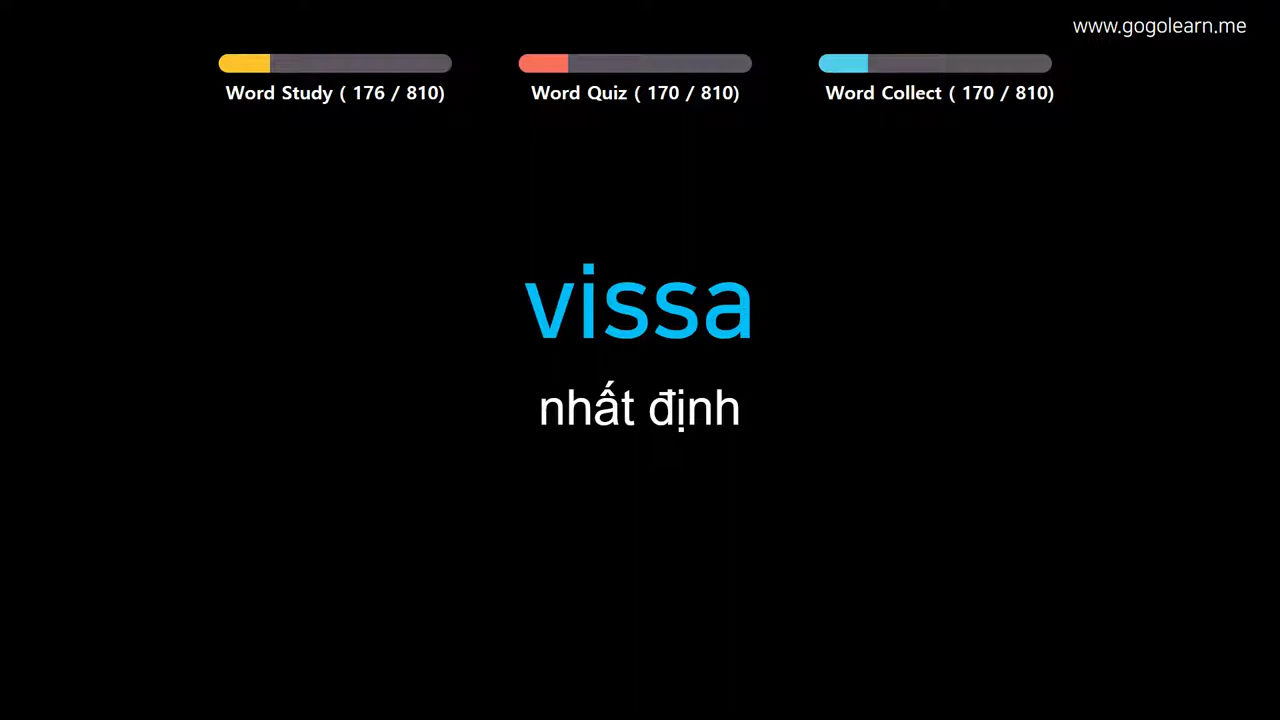 www.gogolearn.me
Word Study ( 176 / 810)
Word Quiz ( 170 / 810)
Word Collect ( 170 / 810)
vissa
nhất định